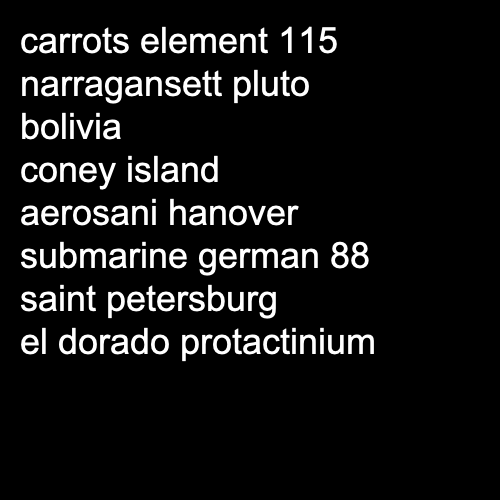 carrots element 115
narragansett pluto
bolivia
coney island
aerosani hanover
submarine german 88
saint petersburg
el dorado protactinium